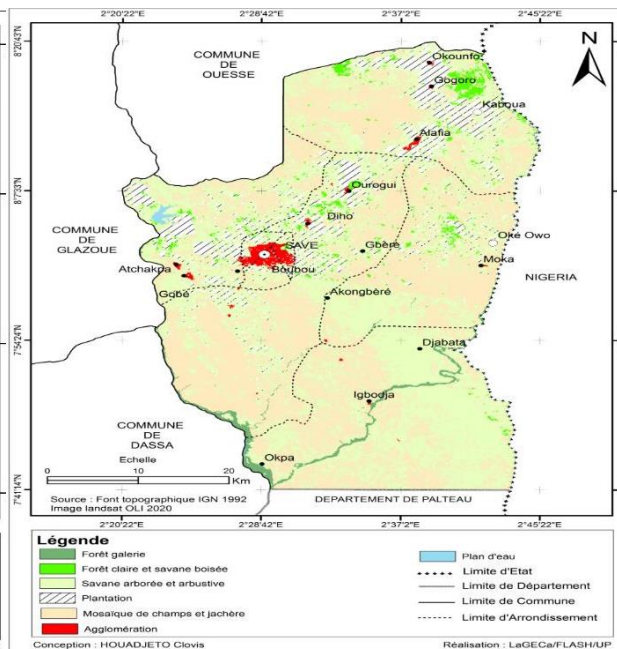 2°20'22"E 2°28'42"E 2°37'2"E 2°45'22"E
8°20'43"N
COMMUNE
DE
OUESSE
N
Okounfo
Gogoro
Kaboua
Alafia
8°7'33"N
Ourogui
Diho
COMMUNE
DE
GLAZOUE
SAVE
Gbèrè
Oké Owo
Atchakpa
Boubou
Moka
NIGERIA
Gobé
Akongbèrè
7°54'24"N
Djabata
Igbodja
COMMUNE
DE
DASSA
Okpa
Echelle
0 10 20
Km
7°41'14"N
Source : Font topographique IGN 1992
Image landsat OLI 2020
DEPARTEMENT DE PALTEAU
2°20'22"E 2°28'42"E 2°37'2"E 2°45'22"E
Légende
Forêt galerie
Forêt claire et savane boisée
Savane arborée et arbustive
Plantation
Mosaïque de champs et jachère
Agglomération
Plan d'eau
Limite d'Etat
Limite de Département
Limite de Commune
Limite d'Arrondissement
Conception : HOUADJETO Clovis Réalisation : LaGECa/FLASH/UP